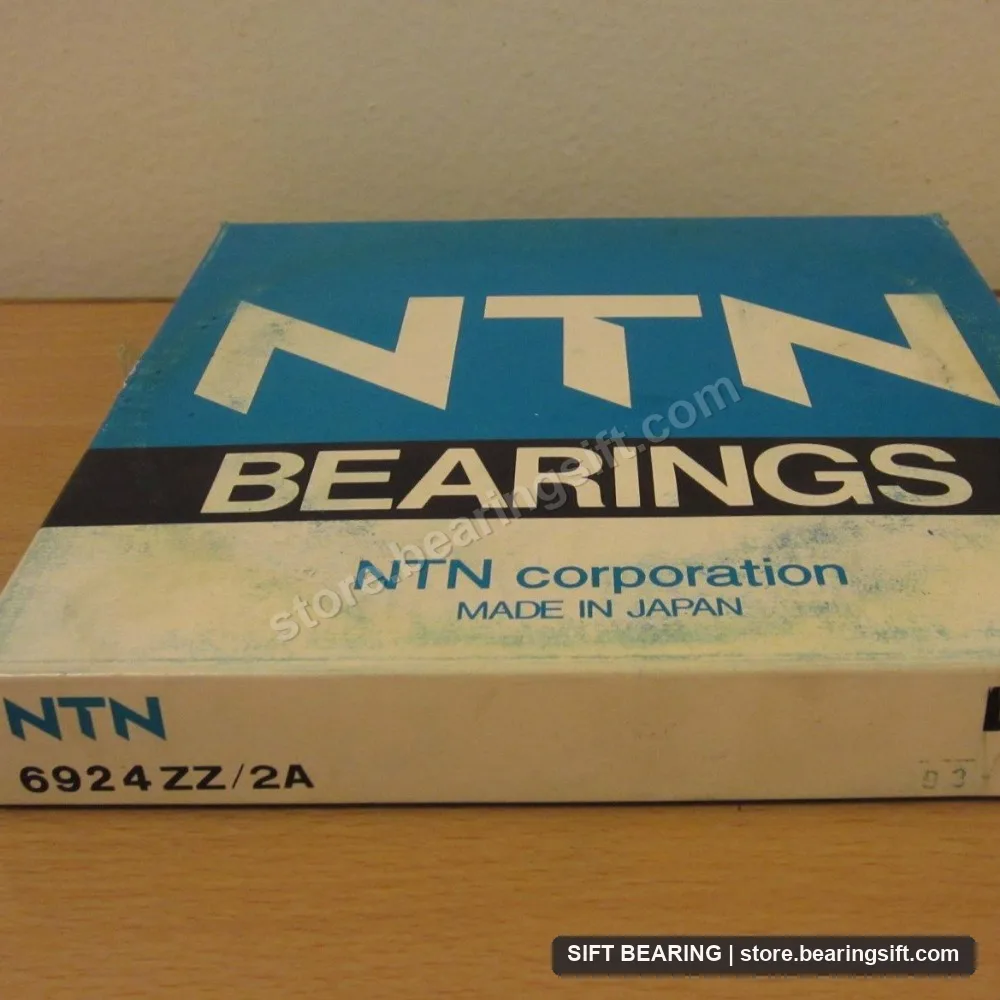 NTN
BEARINGS
NTN corporation
MADE IN JAPAN
store.bearingsift.com
NTN
6924ZZ/2A
SIFT BEARING | store.bearingsift.com